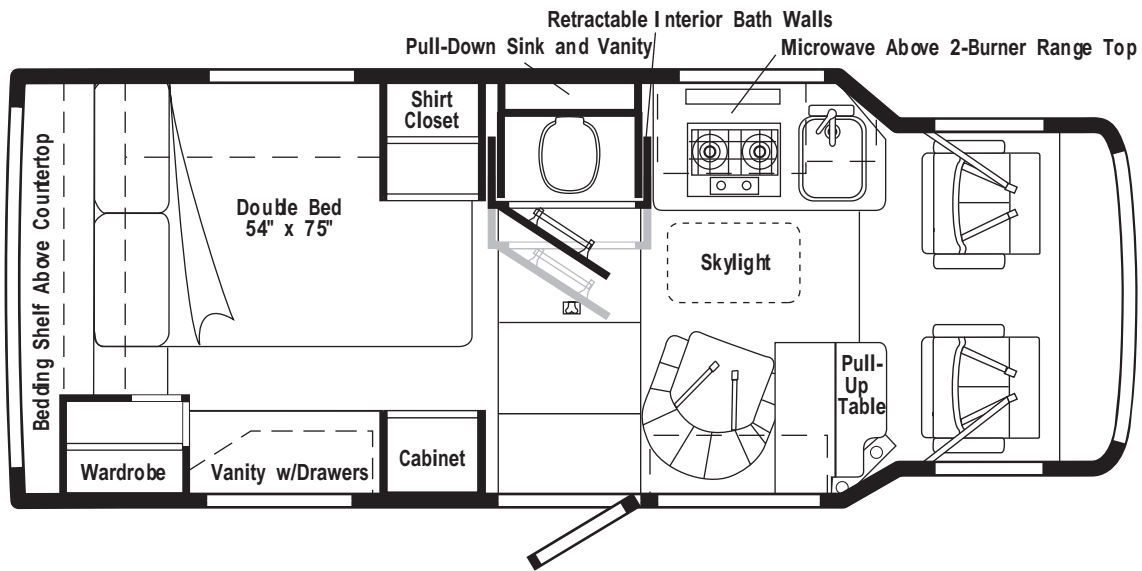 Retractable Interior Bath Walls
Pull-Down Sink and Vanity
Microwave Above 2-Burner Range Top
Shirt
Closet
Bedding Shelf Above Countertop
Double Bed
54" x 75"
Skylight
Pull-
Up
Table
Wardrobe
Vanity w/Drawers
Cabinet